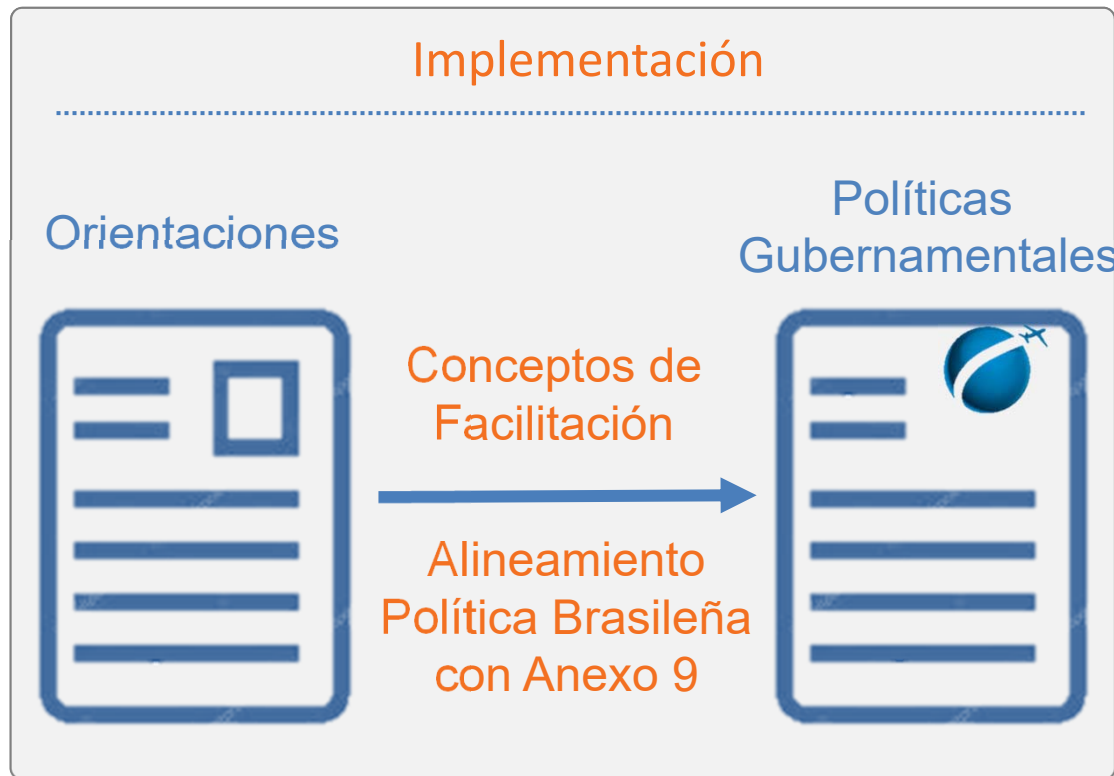 Implementación
Orientaciones
Políticas
Gubernamentales
Conceptos de
Facilitación
Alineamiento
Política Brasileña
con Anexo 9